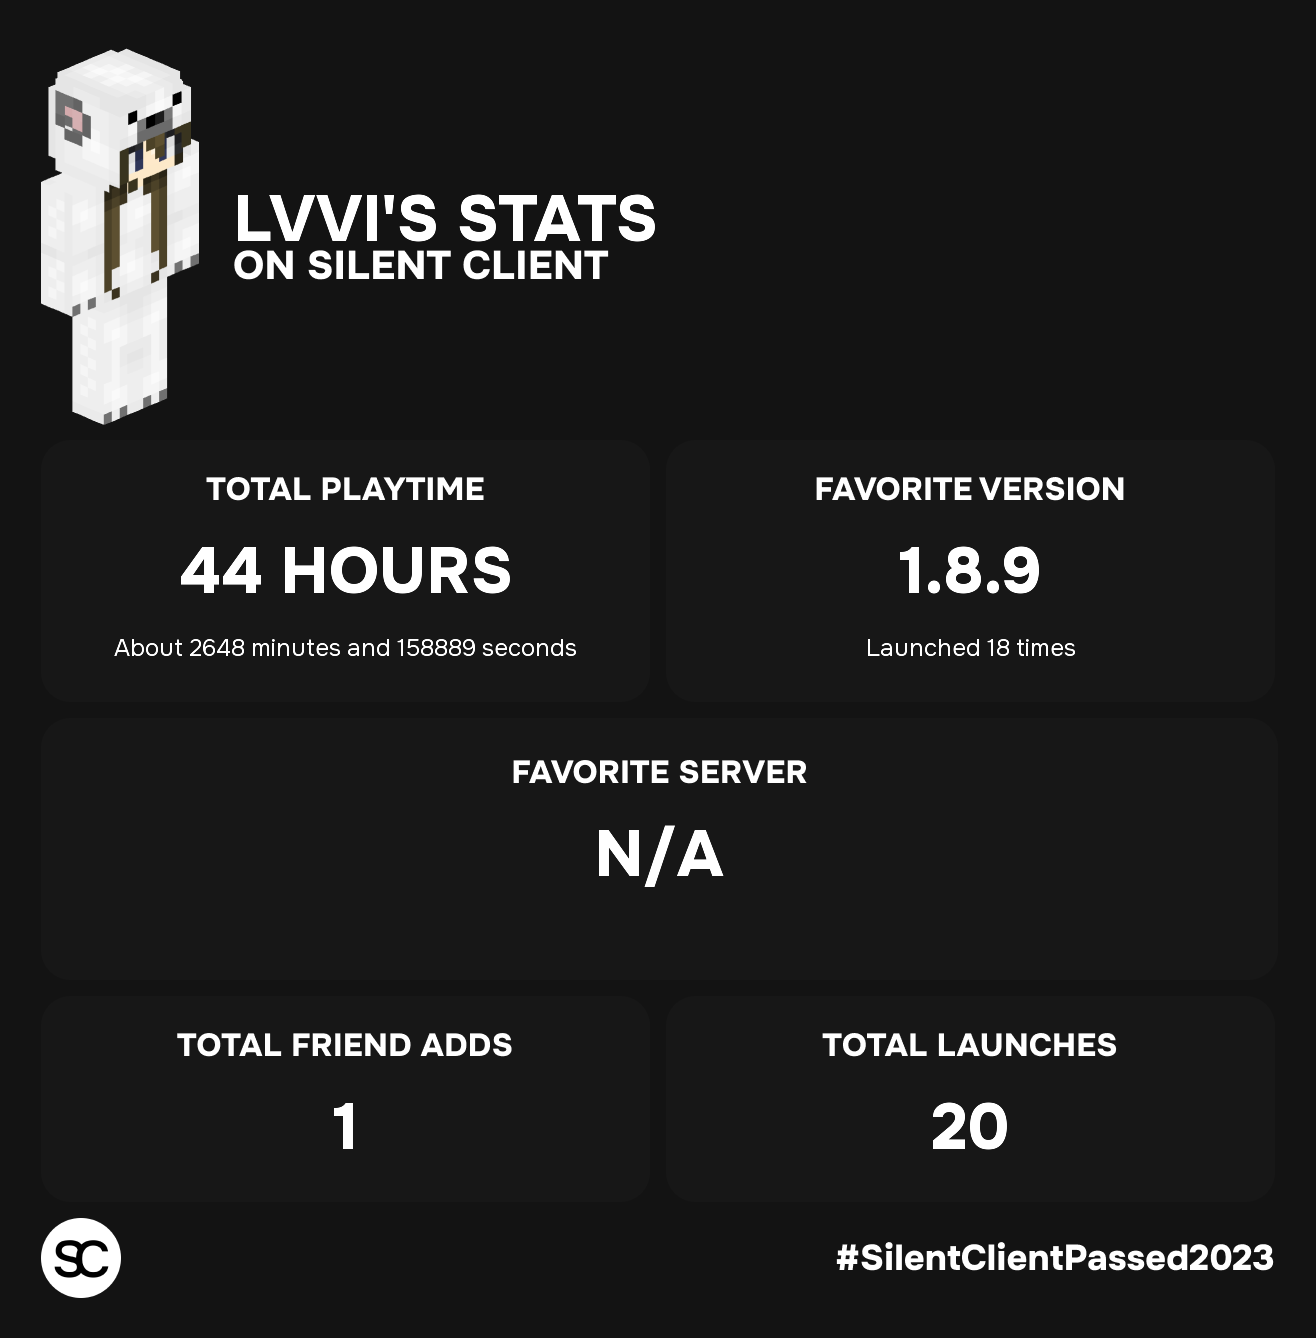 LVVI'S STATS
ON SILENT CLIENT
TOTAL PLAYTIME
44 HOURS
About 2648 minutes and 158889 seconds
FAVORITE VERSION
1.8.9
Launched 18 times
FAVORITE SERVER
N/A
TOTAL FRIEND ADDS
1
TOTAL LAUNCHES
20
SC
#SilentClientPassed2023